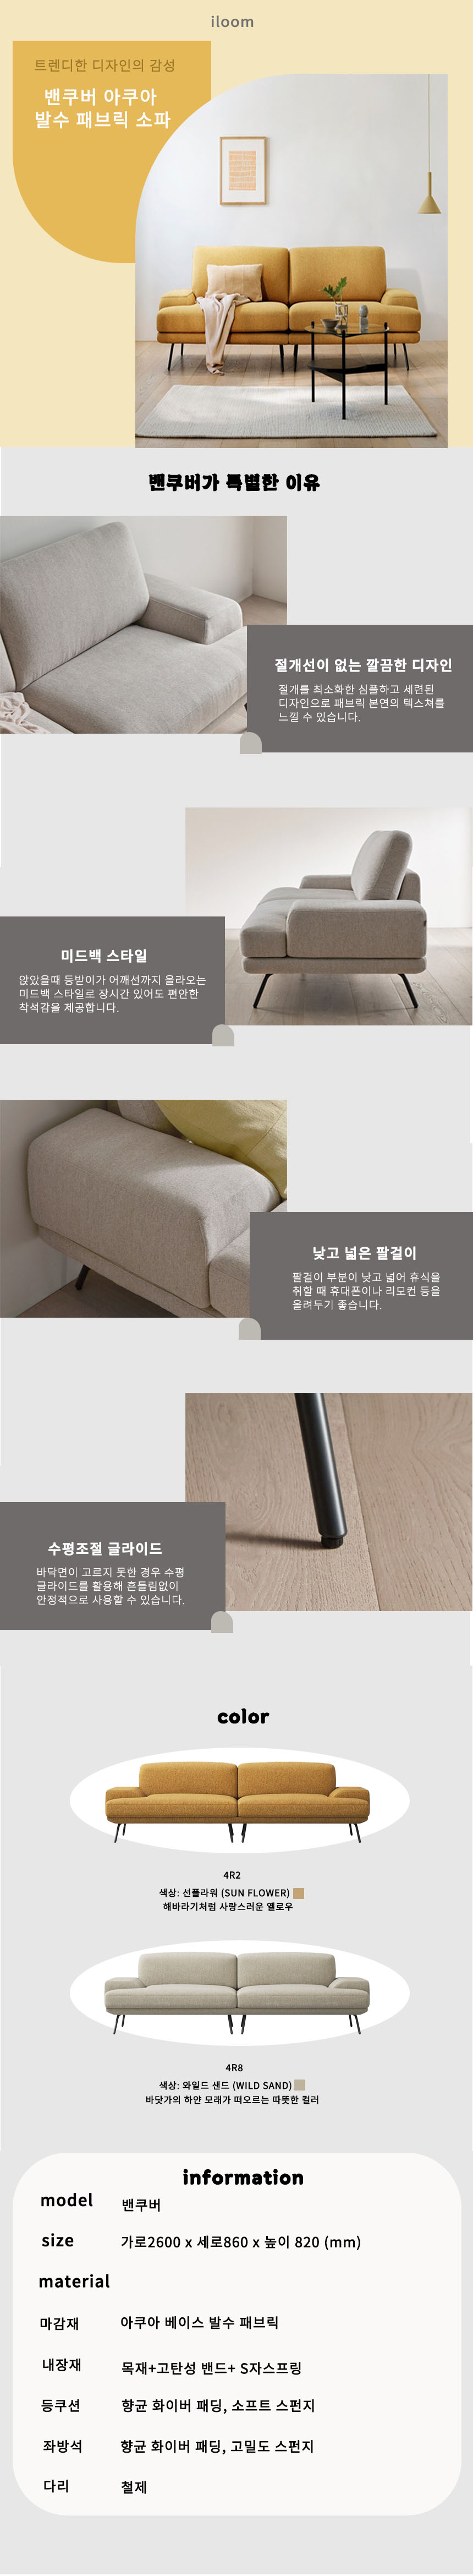 iloom
트렌디한 디자인의 감성
밴쿠버 아쿠아
발수 패브릭 소파
밴쿠버가 특별한 이유
절개선이 없는 깔끔한 디자인
절개를 최소화한 심플하고 세련된
디자인으로 패브릭 본연의 텍스쳐를
느낄 수 있습니다.
미드백 스타일
앉았을때 등받이가 어깨선까지 올라오는
미드백 스타일로 장시간 있어도 편안한
착석감을 제공합니다.
낮고 넓은 팔걸이
팔걸이 부분이 낮고 넓어 휴식을
취할 때 휴대폰이나 리모컨 등을
올려두기 좋습니다.
수평조절 글라이드
바닥면이 고르지 못한 경우 수평
글라이드를 활용해 흔들림없이
안정적으로 사용할 수 있습니다.
color
4R2
색상: 선플라워 (SUN FLOWER)
해바라기처럼 사랑스러운 옐로우
4R8
색상: 와일드 샌드 (WILD SAND)
바닷가의 하얀 모래가 떠오르는 따뜻한 컬러
information
model 밴쿠버
size 가로2600 x 세로860 x 높이 820 (mm)
material
마감재 아쿠아 베이스 발수 패브릭
내장재 목재+고탄성 밴드+ S자스프링
등쿠션 향균 화이버 패딩, 소프트 스펀지
좌방석 향균 화이버 패딩, 고밀도 스펀지
다리 철제